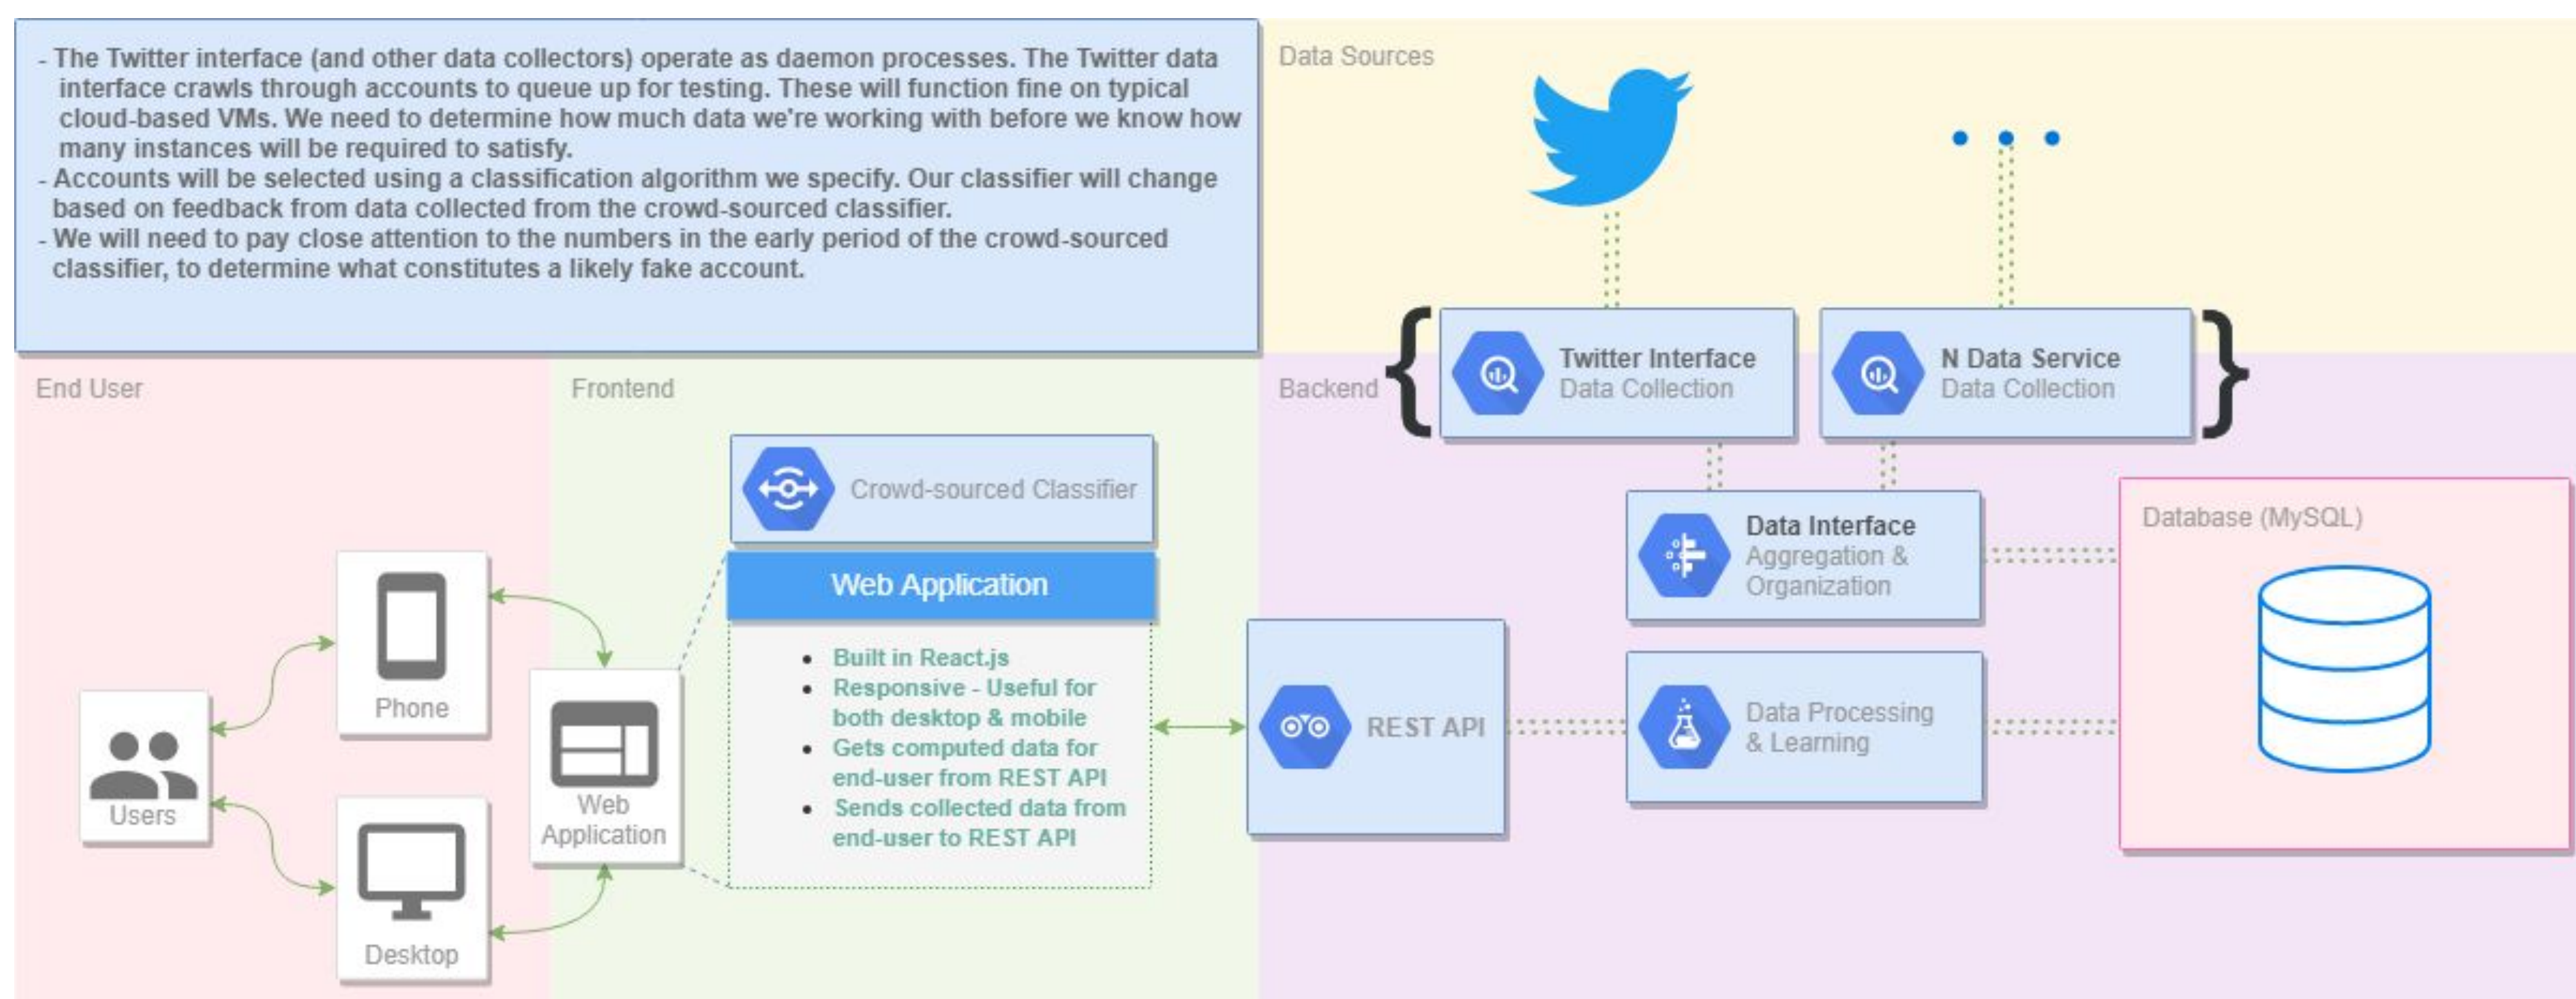 - The Twitter interface (and other data collectors) operate as daemon processes. The Twitter data
interface crawls through accounts to queue up for testing. These will function fine on typical
cloud-based VMs. We need to determine how much data we're working with before we know how
many instances will be required to satisfy.
- Accounts will be selected using a classification algorithm we specify. Our classifier will change
based on feedback from data collected from the crowd-sourced classifier.
- We will need to pay close attention to the numbers in the early period of the crowd-sourced
classifier, to determine what constitutes a likely fake account.
Data Sources
End User
Frontend
Backend
{
Twitter Interface
Data Collection
N Data Service
Data Collection
}
Crowd-sourced Classifier
Web Application
• Built in React.js
• Responsive - Useful for
both desktop & mobile
• Gets computed data for
end-user from REST API
• Sends collected data from
end-user to REST API
Phone
Users
Desktop
Web
Application
REST API
Data Interface
Aggregation &
Organization
Data Processing
& Learning
Database (MySQL)